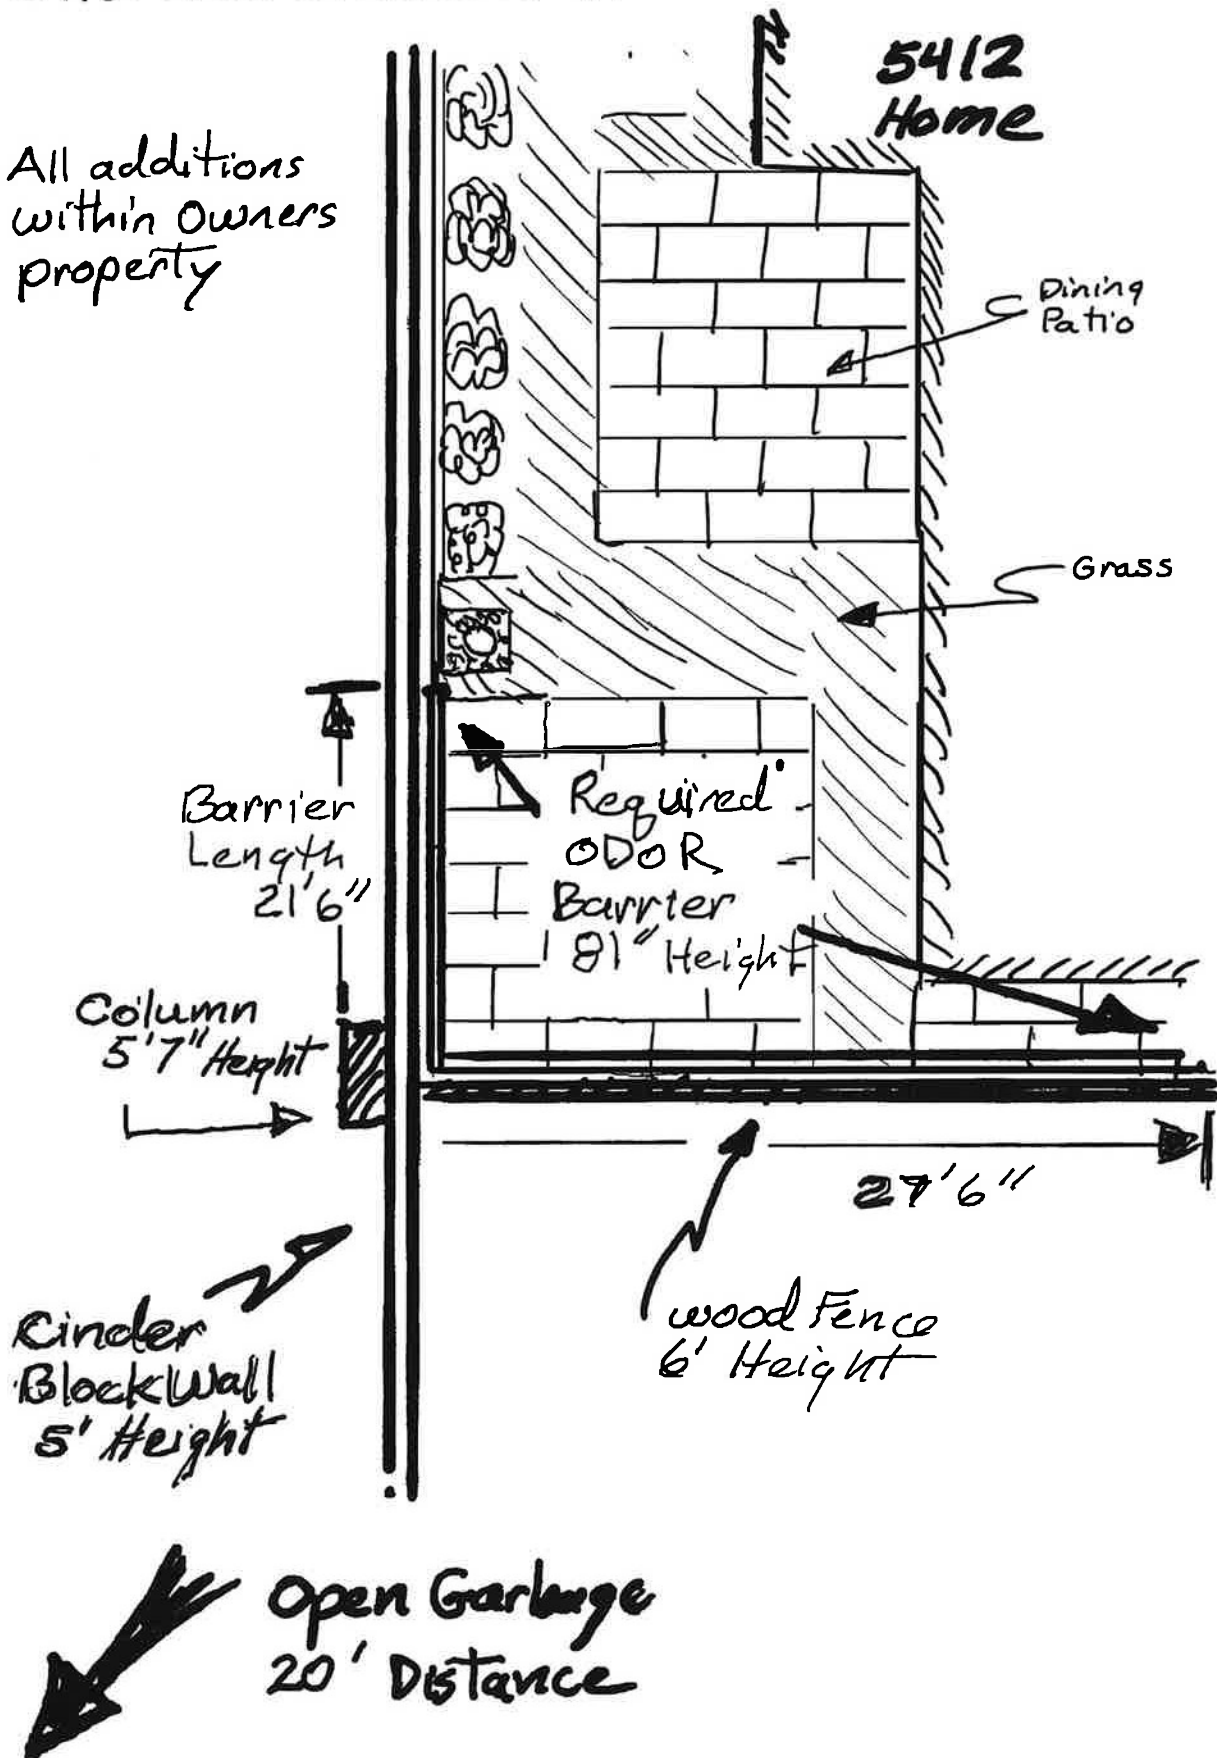 5412
Home
All additions
within Owners
property
Dining
Patio
Grass
Barrier
Length
21'6"
Required
ODOR
Barrier
81" Height
Column
5'7" Height
27'6"
wood Fence
6' Height
Cinder
Block Wall
5' Height
Open Garbage
20' Distance